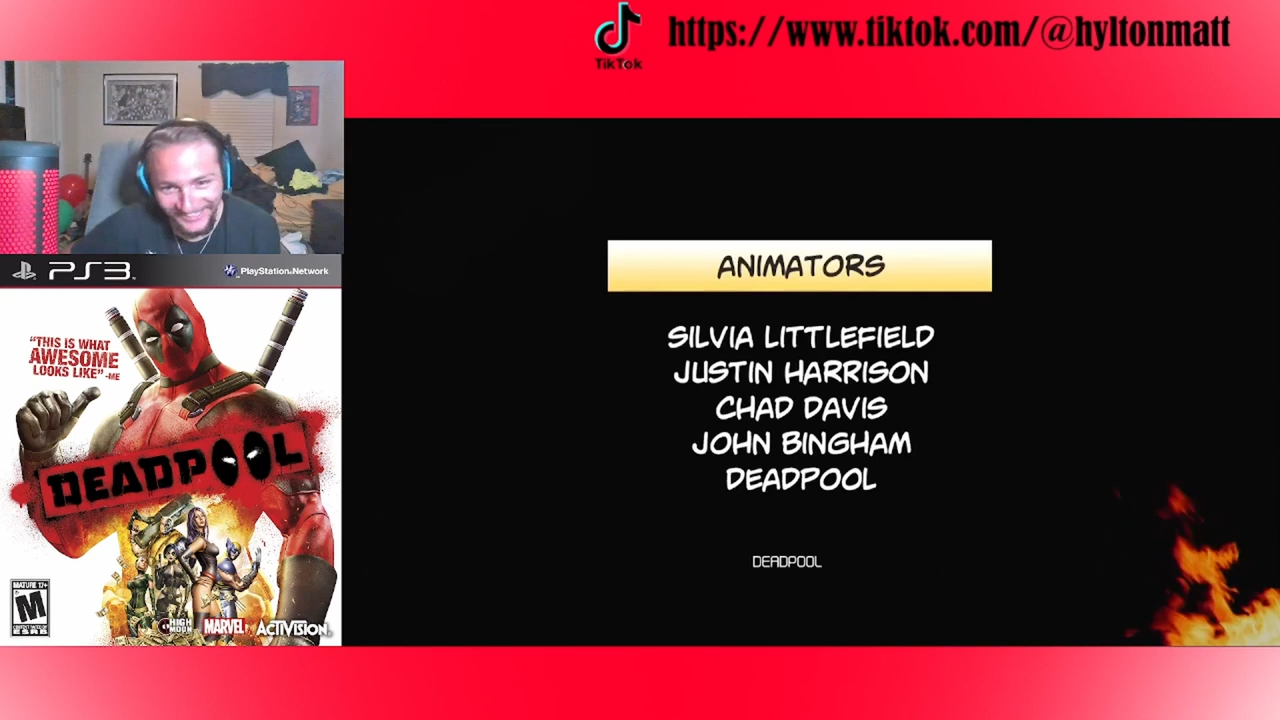 TikTok
https://www.tiktok.com/@hyltonmatt
PS3
PlayStation Network
"THIS IS WHAT
AWESOME
LOOKS LIKE" -ME
DEADPOOL
MATURE 17+
M
ESRB
HIGH
MOON
MARVEL
ACTIVISION.
ANIMATORS
SILVIA LITTLEFIELD
JUSTIN HARRISON
CHAD DAVIS
JOHN BINGHAM
DEADPOOL
DEADPOOL